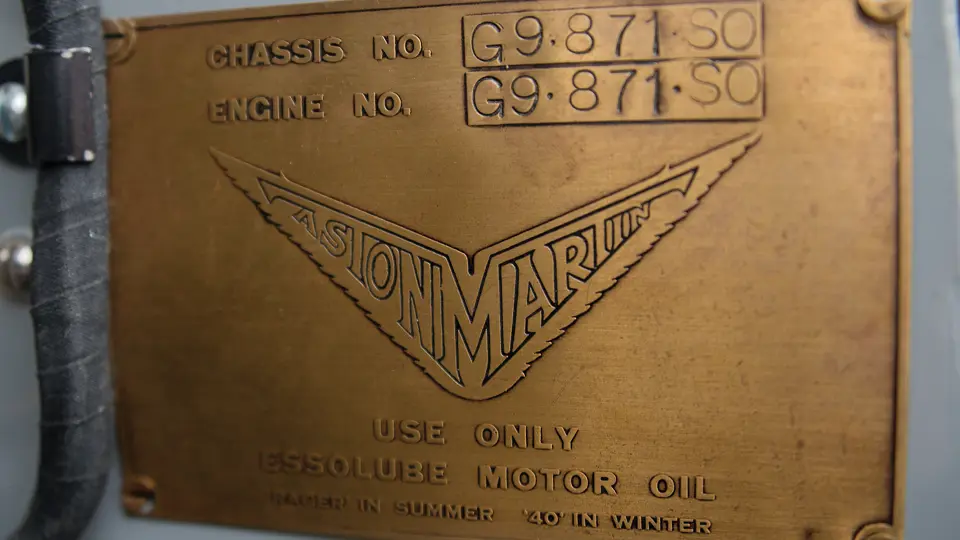 CHASSIS NO. G9·871·SO
ENGINE NO. G9·871·SO
ASTON MARTIN
USE ONLY
ESSOLUBE MOTOR OIL
RACER IN SUMMER '40' IN WINTER